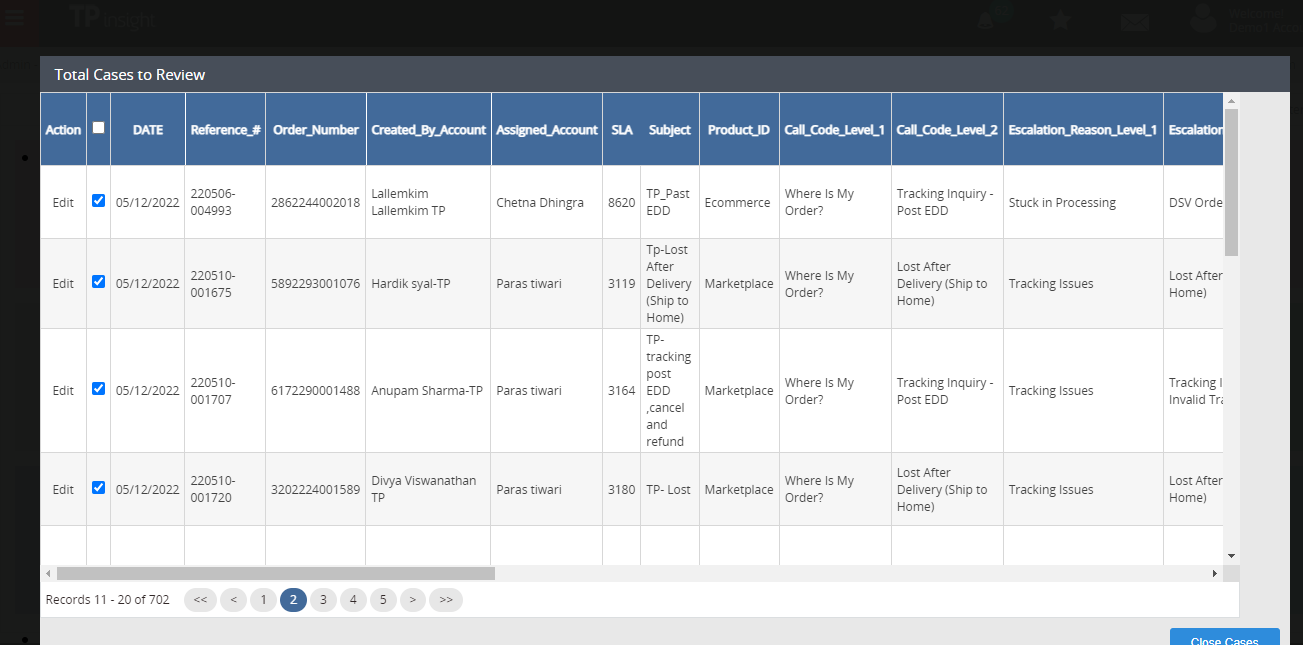 TP insight
Total Cases to Review
Action DATE Reference_# Order_Number Created_By_Account Assigned_Account SLA Subject Product_ID Call_Code_Level_1 Call_Code_Level_2 Escalation_Reason_Level_1 Escalation
Edit 05/12/2022 220506-004993 2862244002018 Lallemkim Lallemkim TP Chetna Dhingra 8620 TP_Past EDD Ecommerce Where Is My Order? Tracking Inquiry - Post EDD Stuck in Processing DSV Orde
Edit 05/12/2022 220510-001675 5892293001076 Hardik syal-TP Paras tiwari 3119 Tp-Lost After Delivery (Ship to Home) Marketplace Where Is My Order? Lost After Delivery (Ship to Home) Tracking Issues Lost After Home)
Edit 05/12/2022 220510-001707 6172290001488 Anupam Sharma-TP Paras tiwari 3164 TP-tracking post EDD ,cancel and refund Marketplace Where Is My Order? Tracking Inquiry - Post EDD Tracking Issues Tracking I Invalid Tra
Edit 05/12/2022 220510-001720 3202224001589 Divya Viswanathan TP Paras tiwari 3180 TP- Lost Marketplace Where Is My Order? Lost After Delivery (Ship to Home) Tracking Issues Lost After Home)
Records 11 - 20 of 702 << < 1 2 3 4 5 > >>
Close Cases